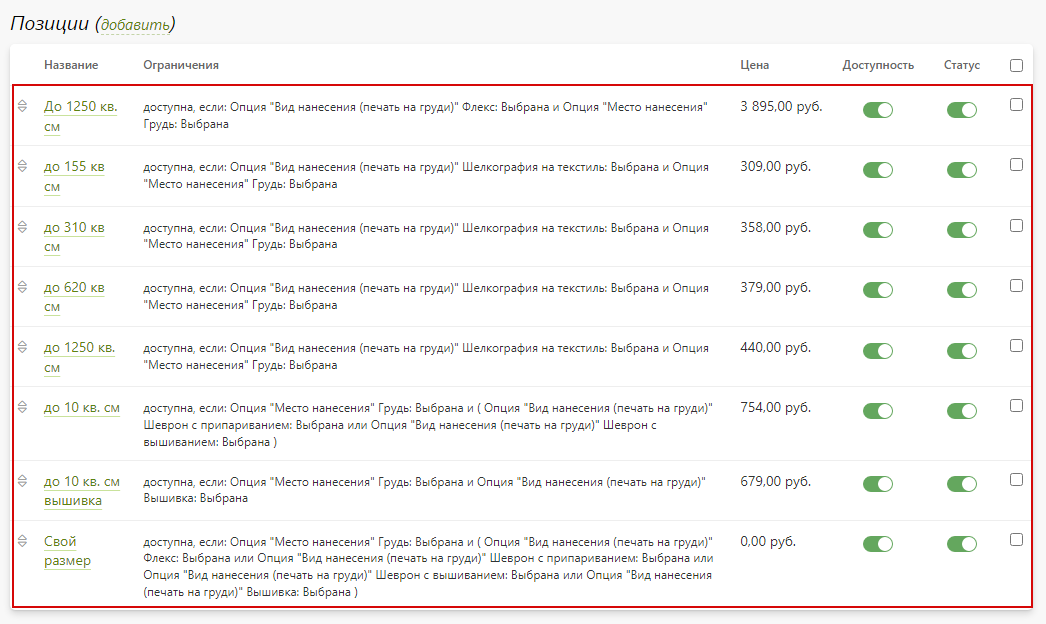 Позиции (добавить)
Название Ограничения Цена Доступность Статус
До 1250 кв. см
доступна, если: Опция "Вид нанесения (печать на груди)" Флекс: Выбрана и Опция "Место нанесения"
Грудь: Выбрана
3 895,00 руб.
до 155 кв см
доступна, если: Опция "Вид нанесения (печать на груди)" Шелкография на текстиль: Выбрана и Опция
"Место нанесения" Грудь: Выбрана
309,00 руб.
до 310 кв см
доступна, если: Опция "Вид нанесения (печать на груди)" Шелкография на текстиль: Выбрана и Опция
"Место нанесения" Грудь: Выбрана
358,00 руб.
до 620 кв см
доступна, если: Опция "Вид нанесения (печать на груди)" Шелкография на текстиль: Выбрана и Опция
"Место нанесения" Грудь: Выбрана
379,00 руб.
до 1250 кв. см
доступна, если: Опция "Вид нанесения (печать на груди)" Шелкография на текстиль: Выбрана и Опция
"Место нанесения" Грудь: Выбрана
440,00 руб.
до 10 кв. см
доступна, если: Опция "Место нанесения" Грудь: Выбрана и ( Опция "Вид нанесения (печать на груди)"
Шеврон с припариванием: Выбрана или Опция "Вид нанесения (печать на груди)" Шеврон с
вышиванием: Выбрана )
754,00 руб.
до 10 кв. см
вышивка
доступна, если: Опция "Место нанесения" Грудь: Выбрана и Опция "Вид нанесения (печать на груди)"
Вышивка: Выбрана
679,00 руб.
Свой
размер
доступна, если: Опция "Место нанесения" Грудь: Выбрана и ( Опция "Вид нанесения (печать на груди)"
Флекс: Выбрана или Опция "Вид нанесения (печать на груди)" Шеврон с припариванием: Выбрана или
Опция "Вид нанесения (печать на груди)" Шеврон с вышиванием: Выбрана или Опция "Вид нанесения
(печать на груди)" Вышивка: Выбрана )
0,00 руб.